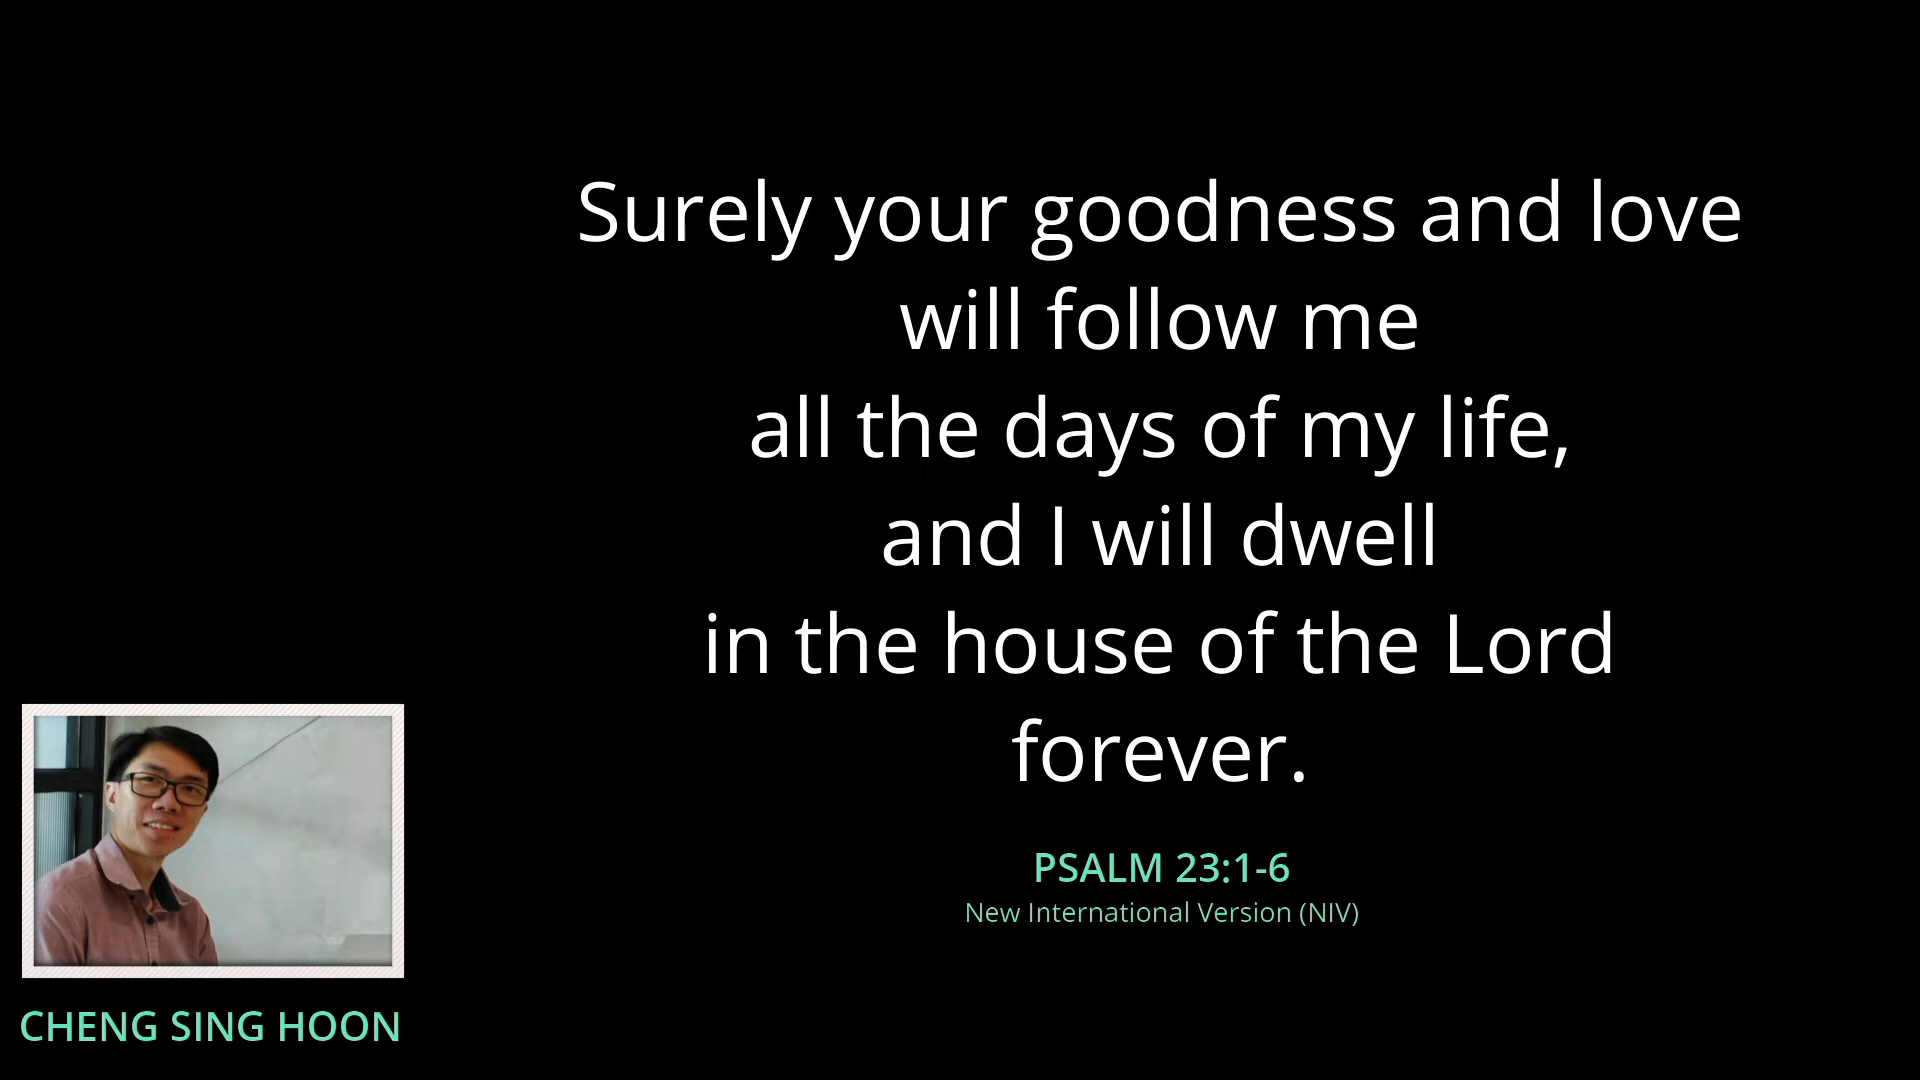 Surely your goodness and love
will follow me
all the days of my life,
and I will dwell
in the house of the Lord
forever.
PSALM 23:1-6
New International Version (NIV)
CHENG SING HOON